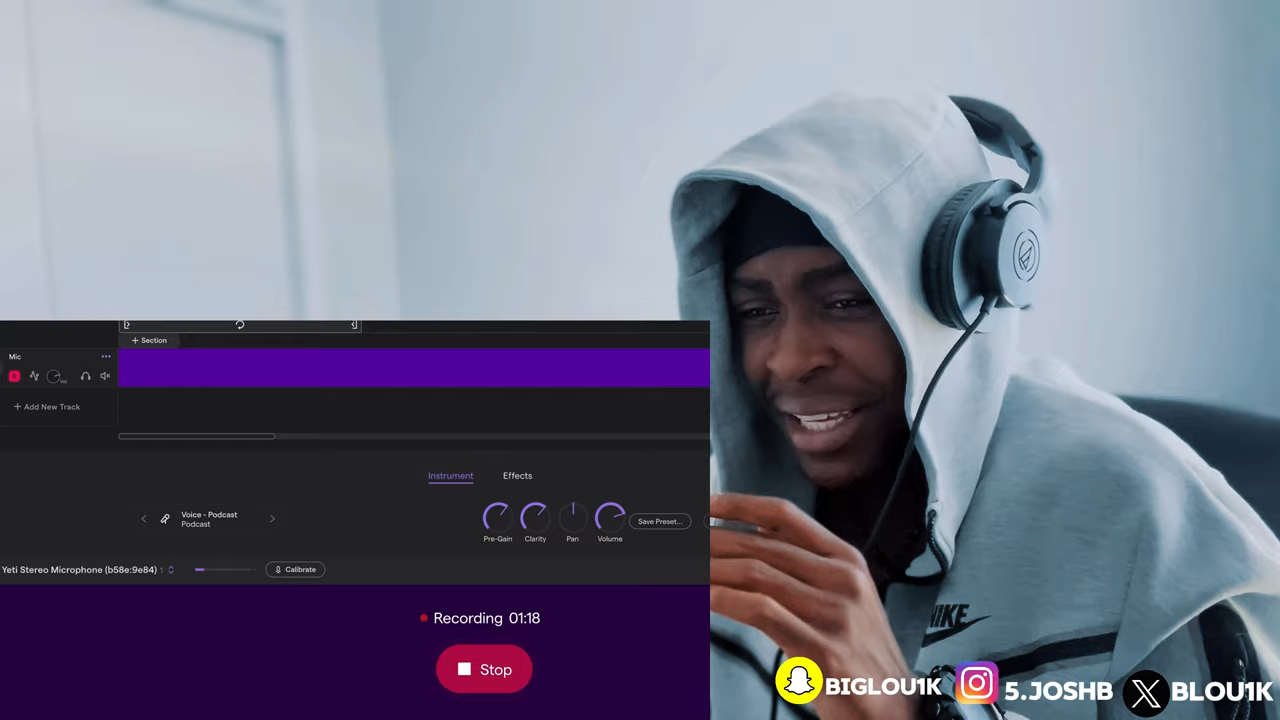 + Section
Mic
Vol
+ Add New Track
Instrument
Effects
Voice - Podcast
Podcast
Pre-Gain
Clarity
Pan
Volume
Save Preset...
Yeti Stereo Microphone (b58e:9e84)
Calibrate
Recording 01:18
Stop
NIKE
BIGLOU1K
5.JOSHB
BLOU1K